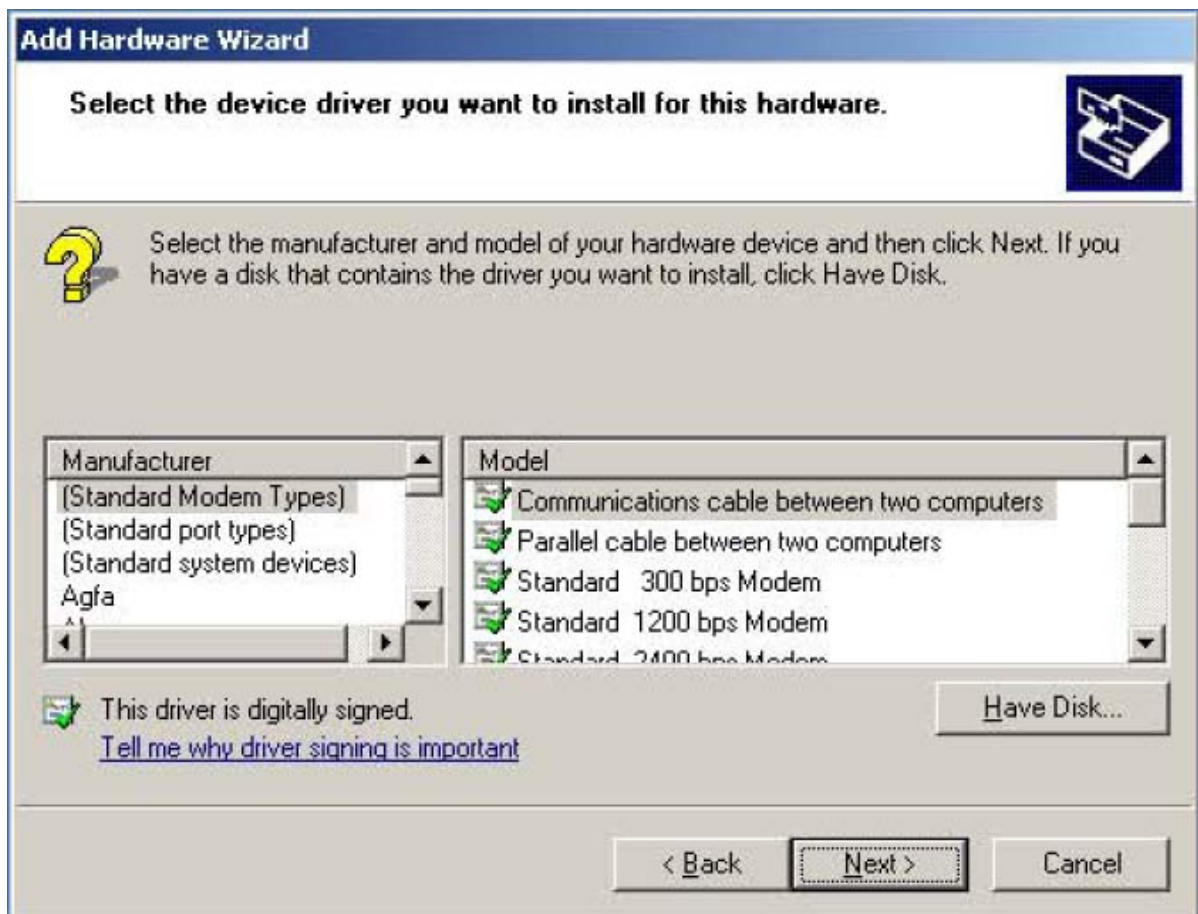 Add Hardware Wizard
Select the device driver you want to install for this hardware.
Select the manufacturer and model of your hardware device and then click Next. If you
have a disk that contains the driver you want to install, click Have Disk.
Manufacturer
(Standard Modem Types)
(Standard port types)
(Standard system devices)
Agfa
Model
Communications cable between two computers
Parallel cable between two computers
Standard 300 bps Modem
Standard 1200 bps Modem
Standard 2400 bps Modem
This driver is digitally signed.
Have Disk...
Tell me why driver signing is important
< Back
Next >
Cancel